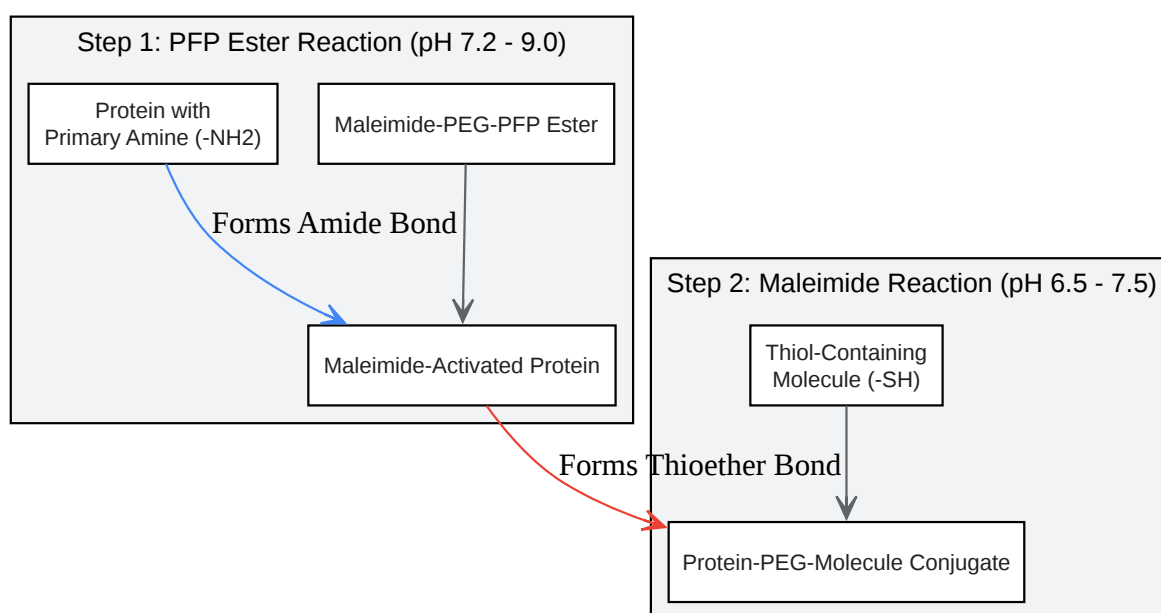 Step 1: PFP Ester Reaction (pH 7.2 - 9.0)
Protein with
Primary Amine (-NH2)
Maleimide-PEG-PFP Ester
Forms Amide Bond
Maleimide-Activated Protein
Step 2: Maleimide Reaction (pH 6.5 - 7.5)
Thiol-Containing
Molecule (-SH)
Forms Thioether Bond
Protein-PEG-Molecule Conjugate